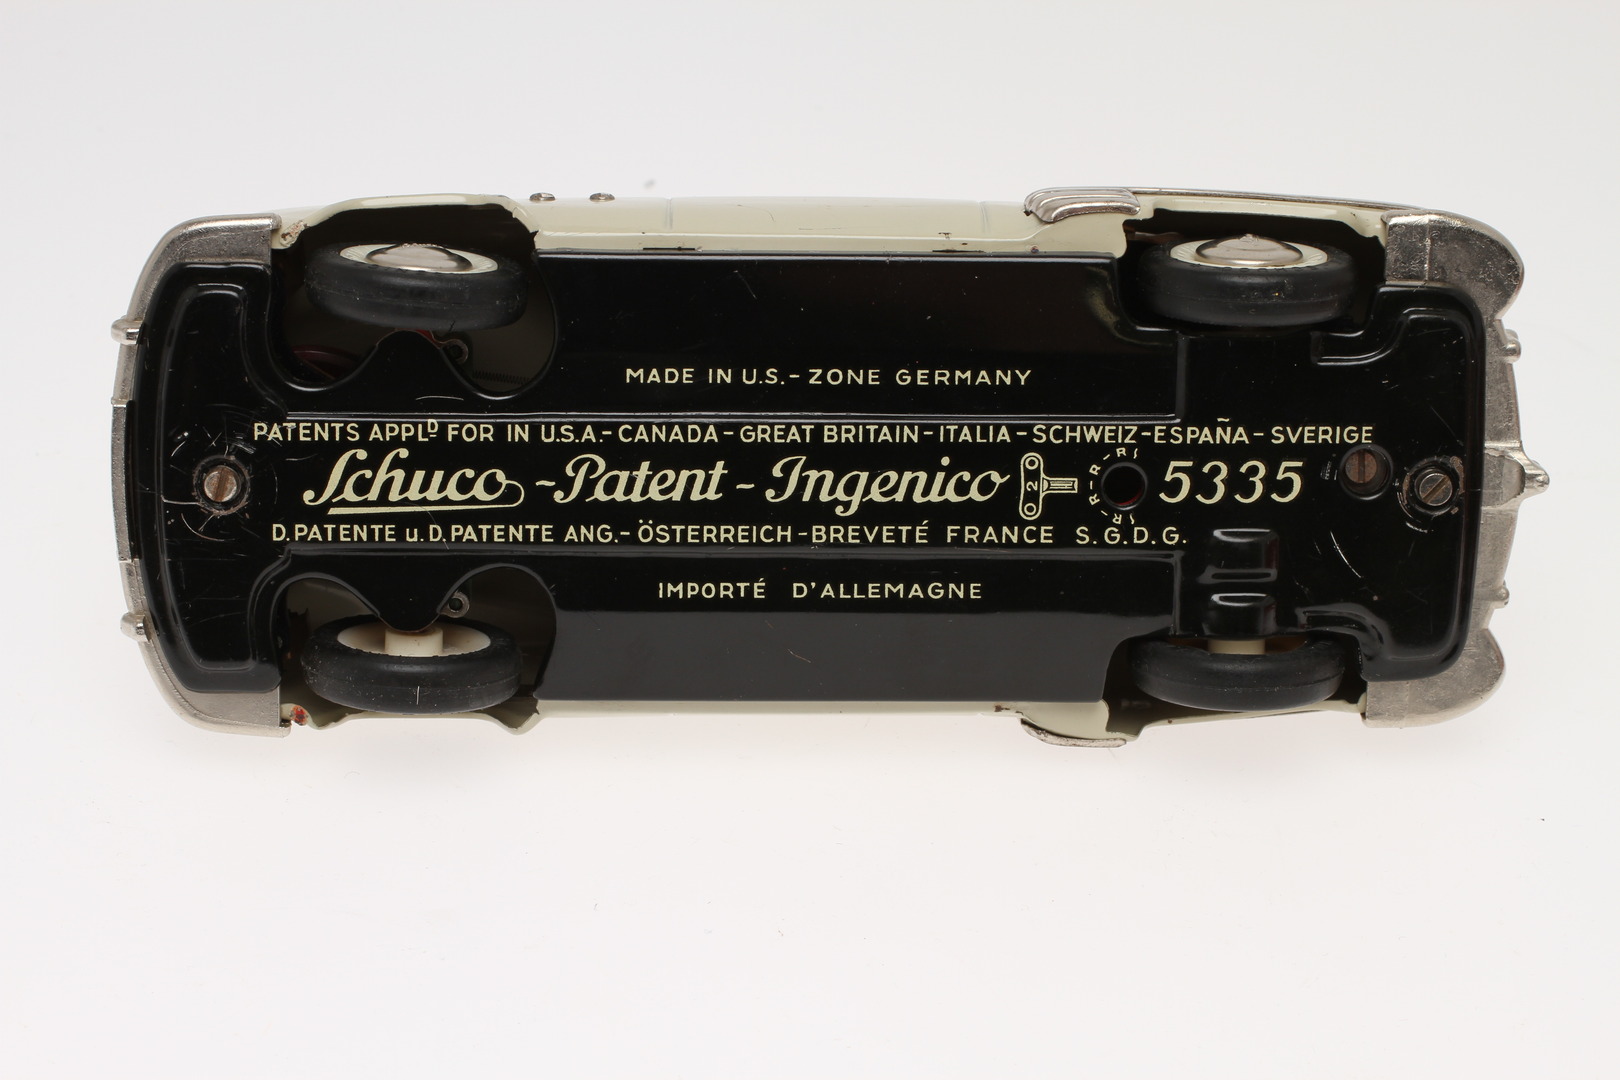 MADE IN U.S.-ZONE GERMANY
PATENTS APPLᴰ FOR IN U.S.A.-CANADA-GREAT BRITAIN-ITALIA-SCHWEIZ-ESPAÑA-SVERIGE
Schuco-Patent-Ingenico 2 R-R-R-R 5335
D.PATENTE u.D.PATENTE ANG.-ÖSTERREICH-BREVETÉ FRANCE S.G.D.G.
IMPORTÉ D'ALLEMAGNE